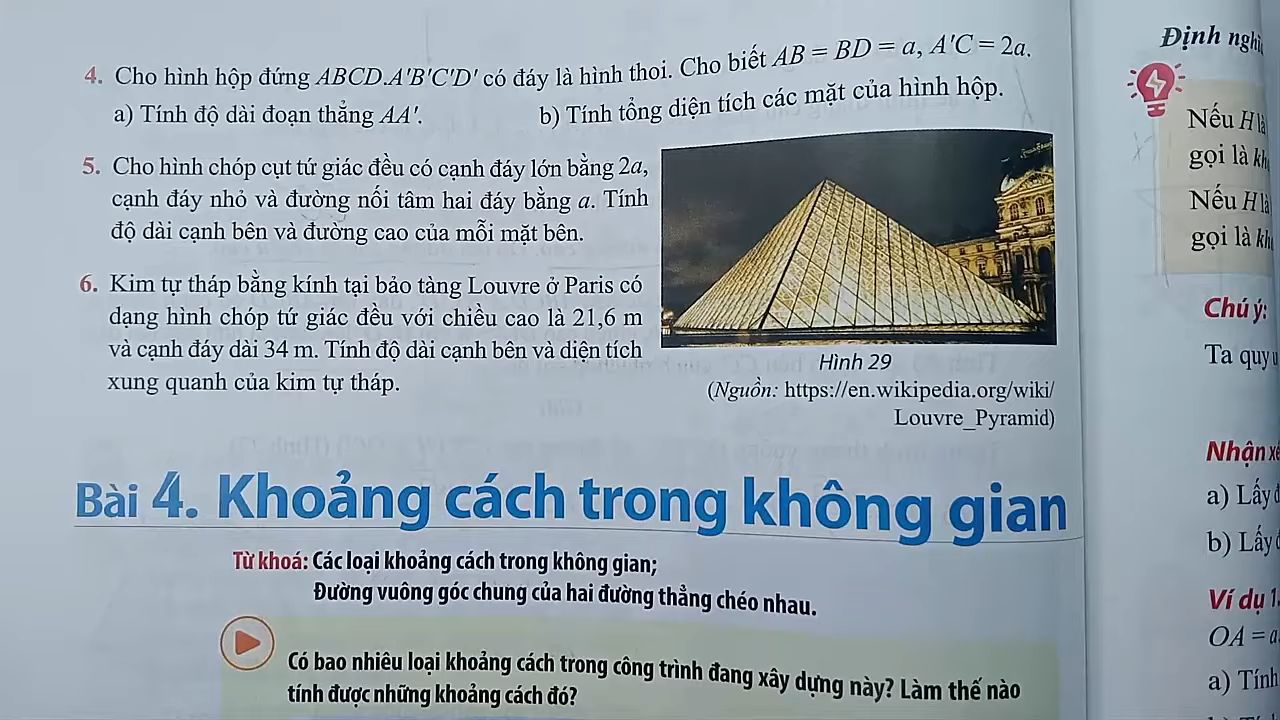 4. Cho hình hộp đứng ABCD.A'B'C'D' có đáy là hình thoi. Cho biết AB = BD = a, A'C = 2a.
a) Tính độ dài đoạn thẳng AA'. b) Tính tổng diện tích các mặt của hình hộp.
5. Cho hình chóp cụt tứ giác đều có cạnh đáy lớn bằng 2a,
cạnh đáy nhỏ và đường nối tâm hai đáy bằng a. Tính
độ dài cạnh bên và đường cao của mỗi mặt bên.
6. Kim tự tháp bằng kính tại bảo tàng Louvre ở Paris có
dạng hình chóp tứ giác đều với chiều cao là 21,6 m
và cạnh đáy dài 34 m. Tính độ dài cạnh bên và diện tích
xung quanh của kim tự tháp.
Hình 29
(Nguồn: https://en.wikipedia.org/wiki/
Louvre_Pyramid)
Bài 4. Khoảng cách trong không gian
Từ khoá: Các loại khoảng cách trong không gian;
Đường vuông góc chung của hai đường thẳng chéo nhau.
Có bao nhiêu loại khoảng cách trong công trình đang xây dựng này? Làm thế nào
tính được những khoảng cách đó?
Định
Nếu H là
gọi là
Nếu H là
gọi là
Chú ý:
Ta quy
Nhận
a) Lấy
b) Lấy
Ví dụ 1.
OA = a
a) Tính